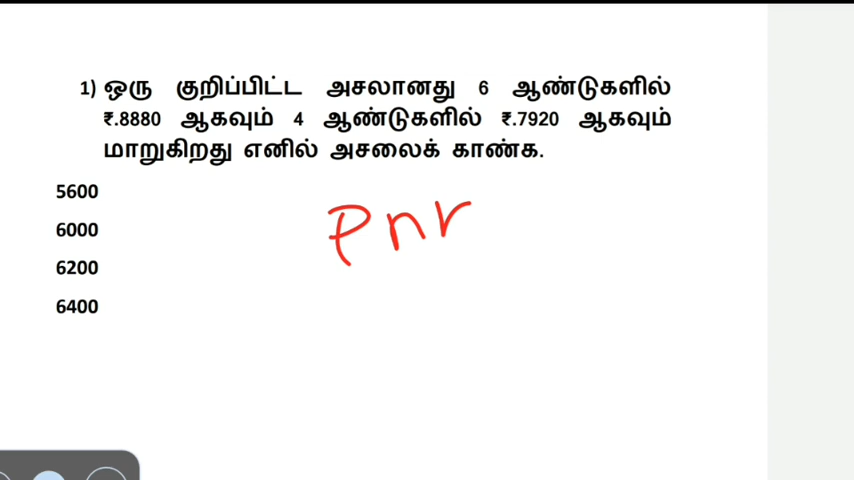 1) ஒரு குறிப்பிட்ட அசலானது 6 ஆண்டுகளில்
₹.8880 ஆகவும் 4 ஆண்டுகளில் ₹.7920 ஆகவும்
மாறுகிறது எனில் அசலைக் காண்க.
5600
6000
6200
6400
Pnr